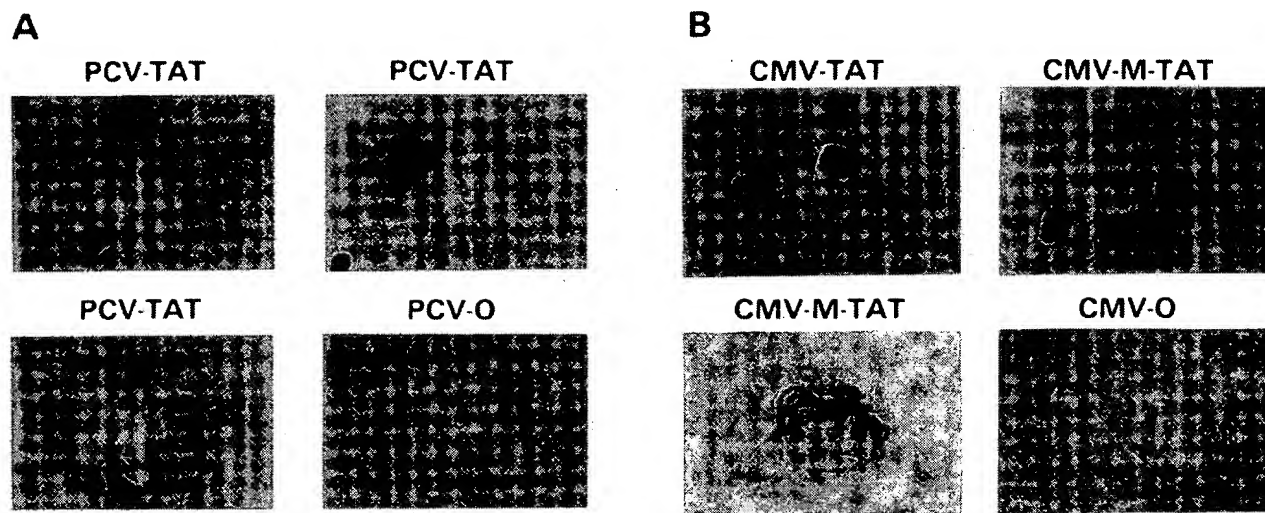 A
B
PCV-TAT PCV-TAT CMV-TAT CMV-M-TAT
PCV-TAT PCV-O CMV-M-TAT CMV-O